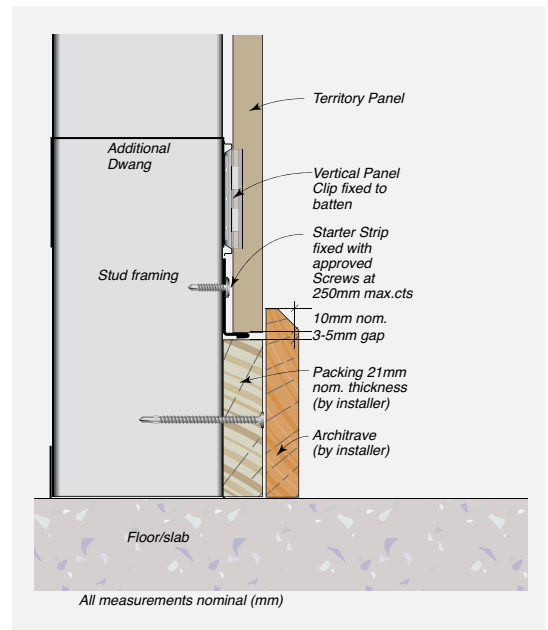 Territory Panel
Additional
Dwang
Vertical Panel
Clip fixed to
batten
Starter Strip
fixed with
approved
Screws at
250mm max.cts
Stud framing
10mm nom.
3-5mm gap
Packing 21mm
nom. thickness
(by installer)
Architrave
(by installer)
Floor/slab
All measurements nominal (mm)